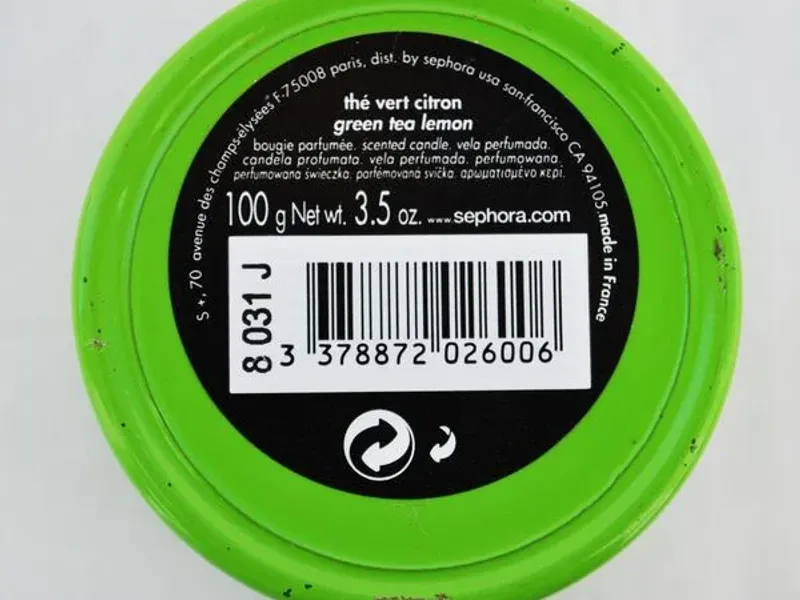 S+, 70 avenue des champs-élysées F-75008 paris, dist. by sephora usa san-francisco CA 94105. made in France
thé vert citron
green tea lemon
bougie parfumée. scented candle. vela perfumada.
candela profumata. vela perfumada. perfumowana.
perfumowana świeczka. parfémovaná svíčka. αρωματισμένο κερί.
100 g Net wt. 3.5 oz. ...sephora.com
8 031 J
3 378872 026006